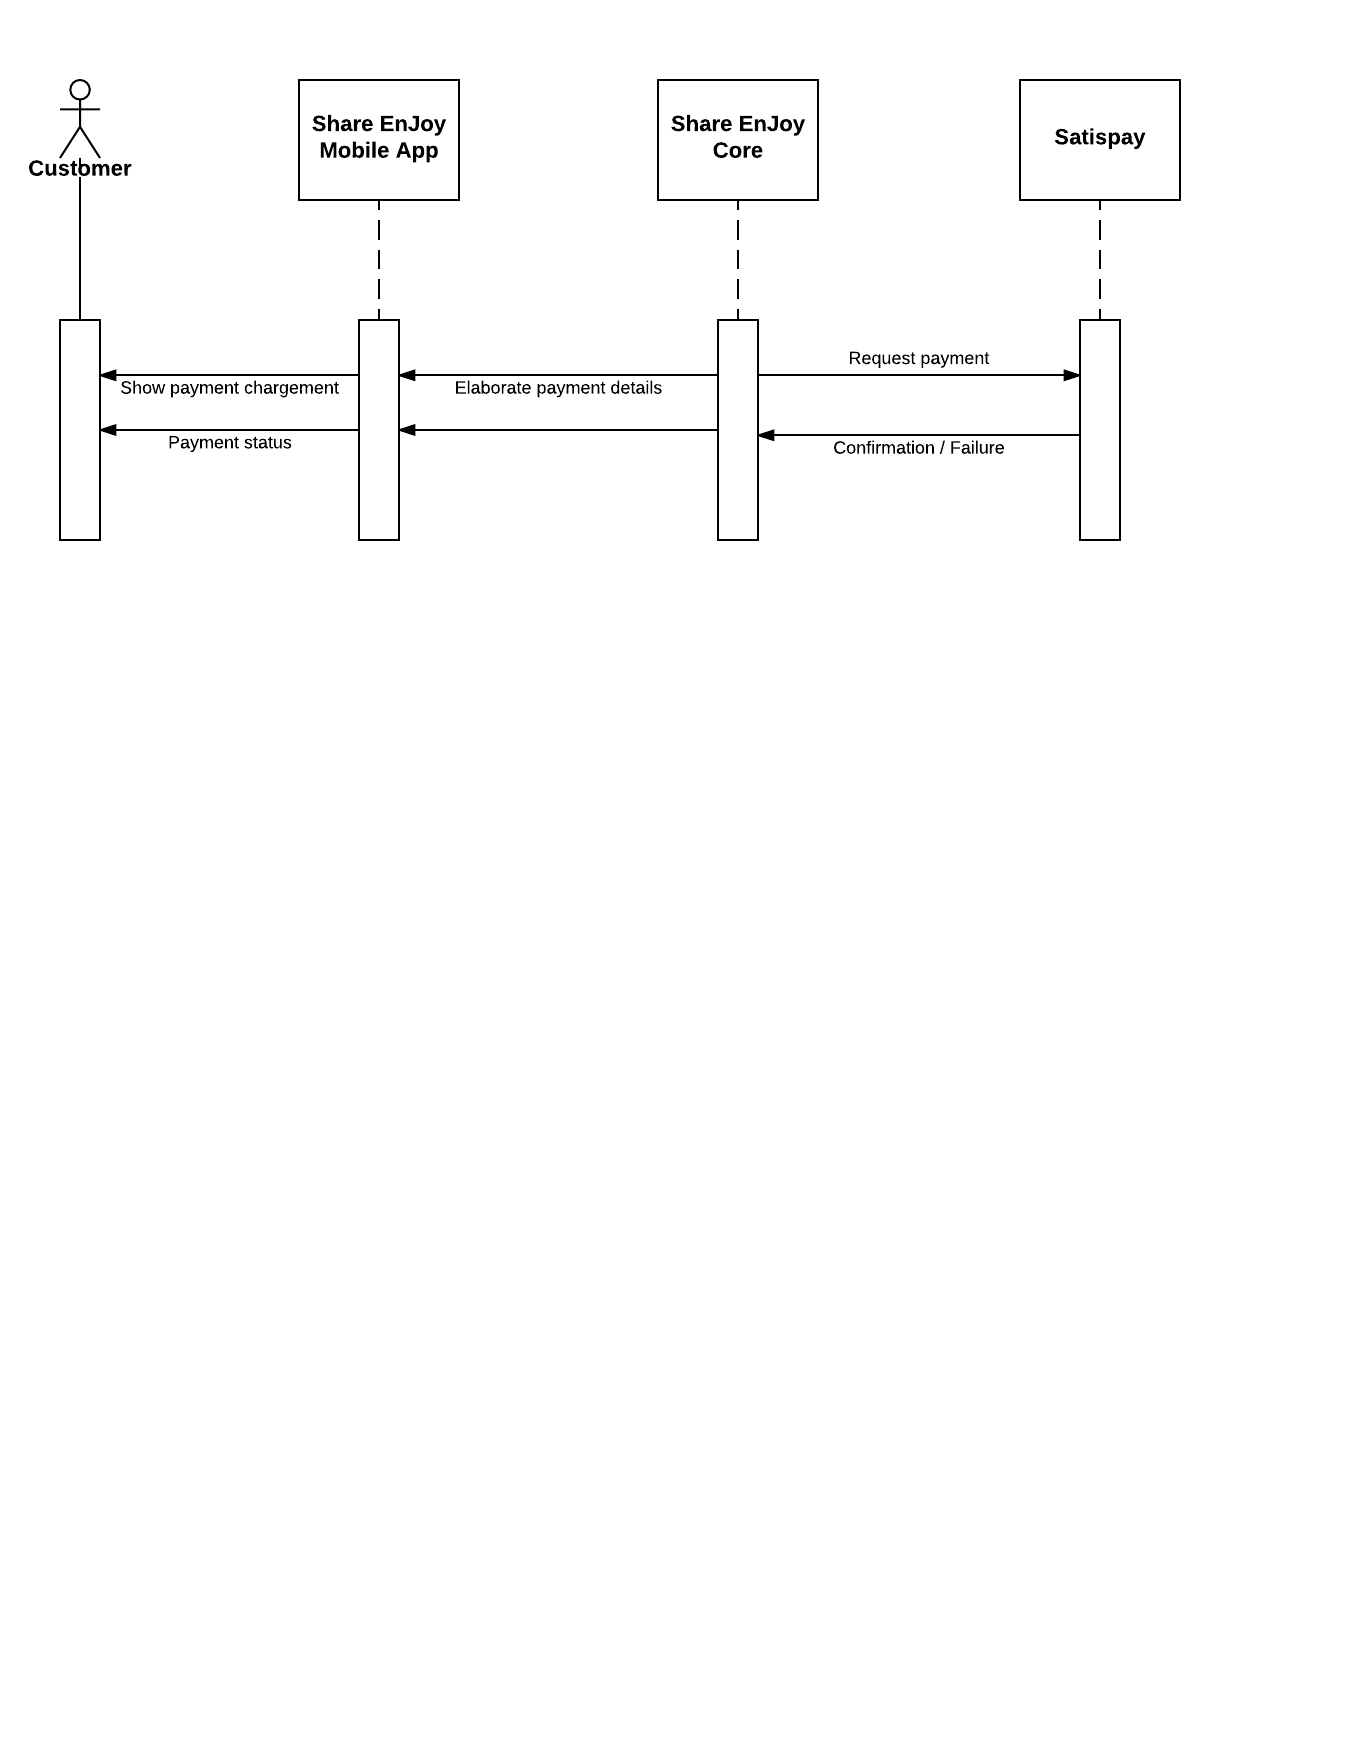 Customer
Share EnJoy
Mobile App
Share EnJoy
Core
Satispay
Request payment
Show payment chargement
Elaborate payment details
Payment status
Confirmation / Failure